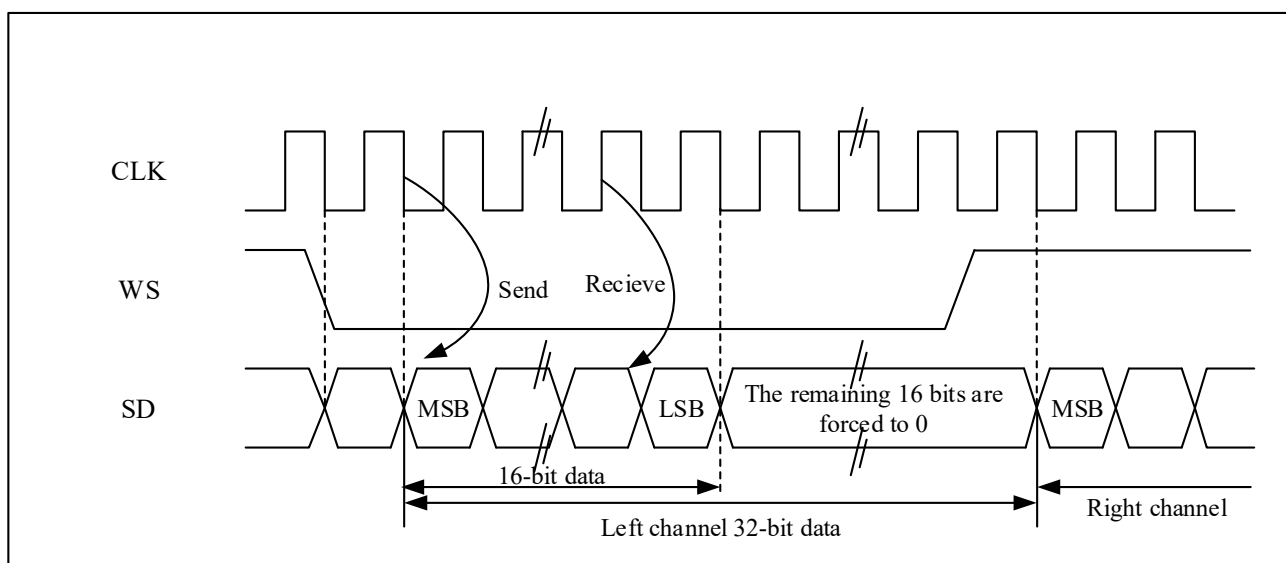 CLK
WS
Send
Recieve
SD
MSB
LSB
The remaining 16 bits are
forced to 0
MSB
16-bit data
Right channel
Left channel 32-bit data